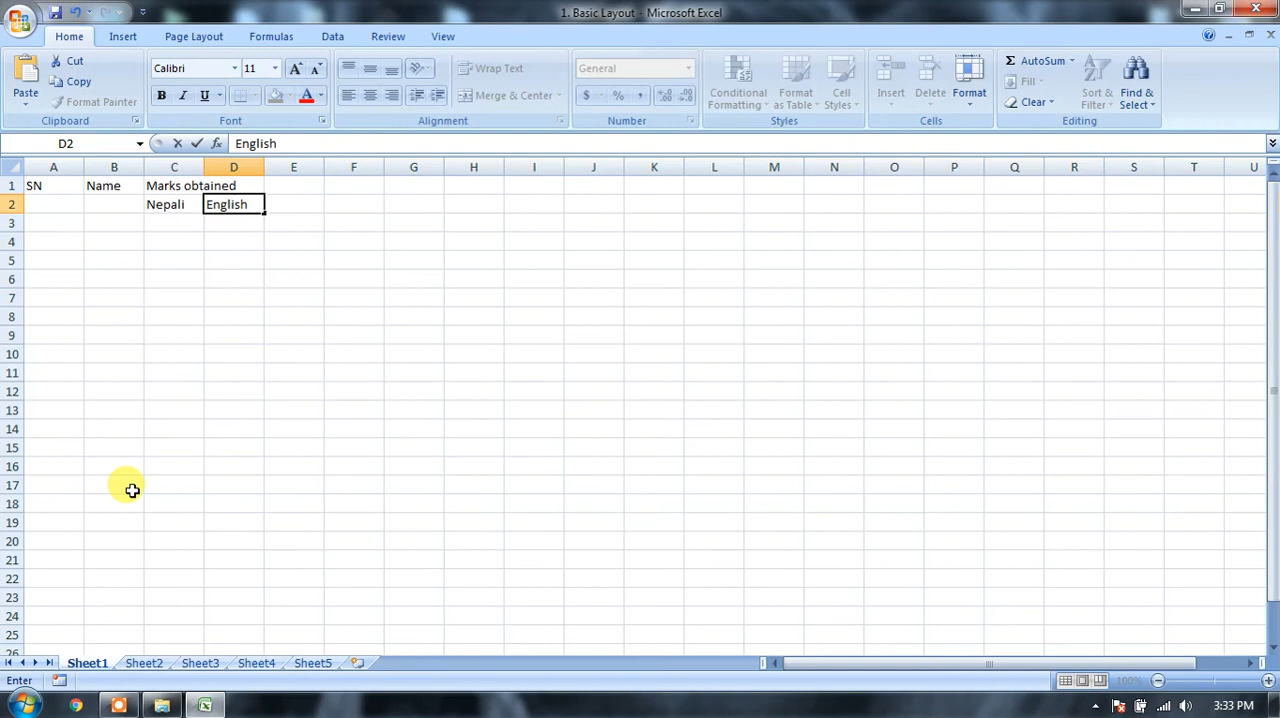 1. Basic Layout - Microsoft Excel
Home Insert Page Layout Formulas Data Review View
Paste Cut Copy Format Painter Clipboard
Calibri 11 B I U A Font
Wrap Text Merge & Center Alignment
General $ % , Number
Conditional Formatting Format as Table Cell Styles Styles
Insert Delete Format Cells
Σ AutoSum Fill Clear Sort & Filter Find & Select Editing
D2 fx English
A B C D E F G H I J K L M N O P Q R S T U
1 SN Name Marks obtained
2 Nepali English
3
4
5
6
7
8
9
10
11
12
13
14
15
16
17
18
19
20
21
22
23
24
25
26
Sheet1 Sheet2 Sheet3 Sheet4 Sheet5
Enter 100%
3:33 PM